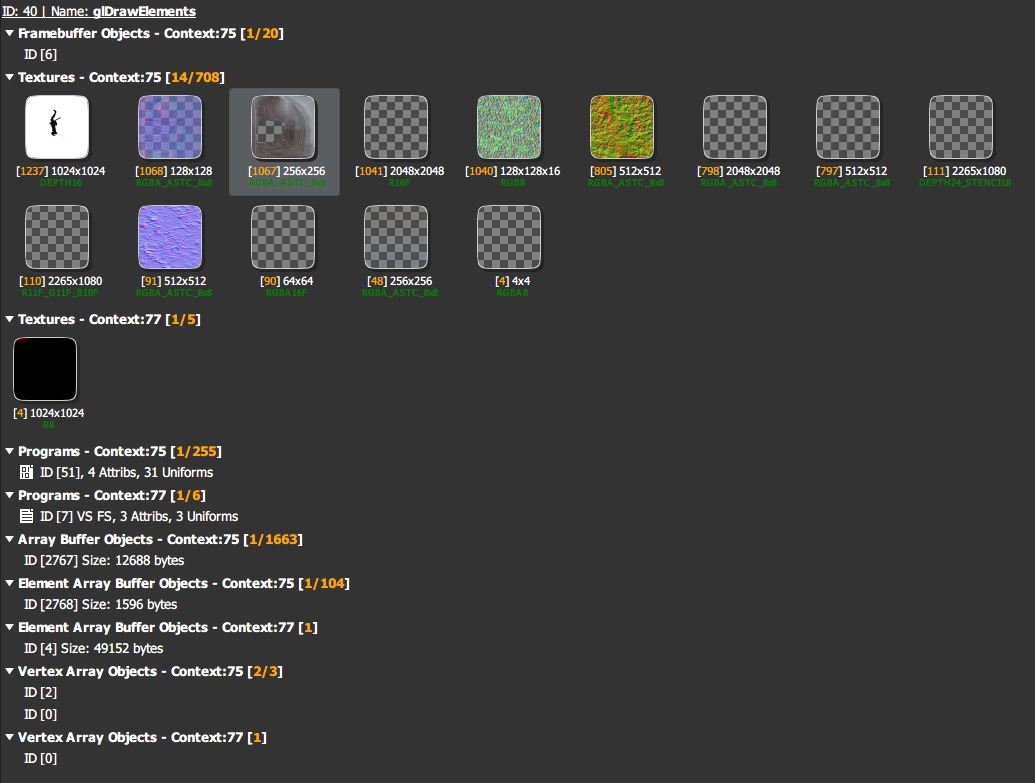 ID: 40 | Name: glDrawElements
Framebuffer Objects - Context:75 [1/20]
ID [6]
Textures - Context:75 [14/708]
[1237] 1024x1024 [1068] 128x128 [1067] 256x256 [1041] 2048x2048 [1040] 128x128x16 [805] 512x512 [798] 2048x2048 [797] 512x512 [111] 2265x1080
DEPTH16 RGBA_ASTC_8x8 RGBA_ASTC_8x8 R16F RGB8 RGBA_ASTC_8x8 RGBA_ASTC_8x8 RGBA_ASTC_8x8 DEPTH24_STENCIL8
[110] 2265x1080 [91] 512x512 [90] 64x64 [48] 256x256 [4] 4x4
R11F_G11F_B10F RGBA_ASTC_8x8 RGBA16F RGBA_ASTC_8x8 RGBA8
Textures - Context:77 [1/5]
[4] 1024x1024
R8
Programs - Context:75 [1/255]
ID [51], 4 Attribs, 31 Uniforms
Programs - Context:77 [1/6]
ID [7] VS FS, 3 Attribs, 3 Uniforms
Array Buffer Objects - Context:75 [1/1663]
ID [2767] Size: 12688 bytes
Element Array Buffer Objects - Context:75 [1/104]
ID [2768] Size: 1596 bytes
Element Array Buffer Objects - Context:77 [1]
ID [4] Size: 49152 bytes
Vertex Array Objects - Context:75 [2/3]
ID [2]
ID [0]
Vertex Array Objects - Context:77 [1]
ID [0]